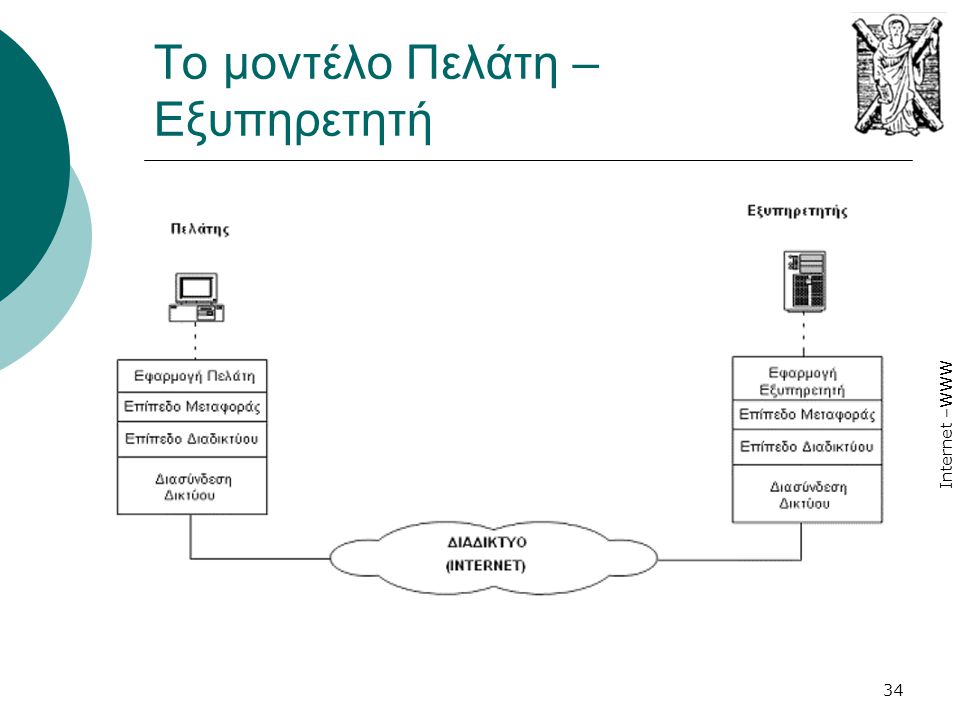 Το μοντέλο Πελάτη –
Εξυπηρετητή
Πελάτης
Εξυπηρετητής
Εφαρμογή Πελάτη
Επίπεδο Μεταφοράς
Επίπεδο Διαδικτύου
Διασύνδεση
Δικτύου
Εφαρμογή
Εξυπηρετητή
Επίπεδο Μεταφοράς
Επίπεδο Διαδικτύου
Διασύνδεση
Δικτύου
ΔΙΑΔΙΚΤΥΟ
(INTERNET)
Internet –WWW
34